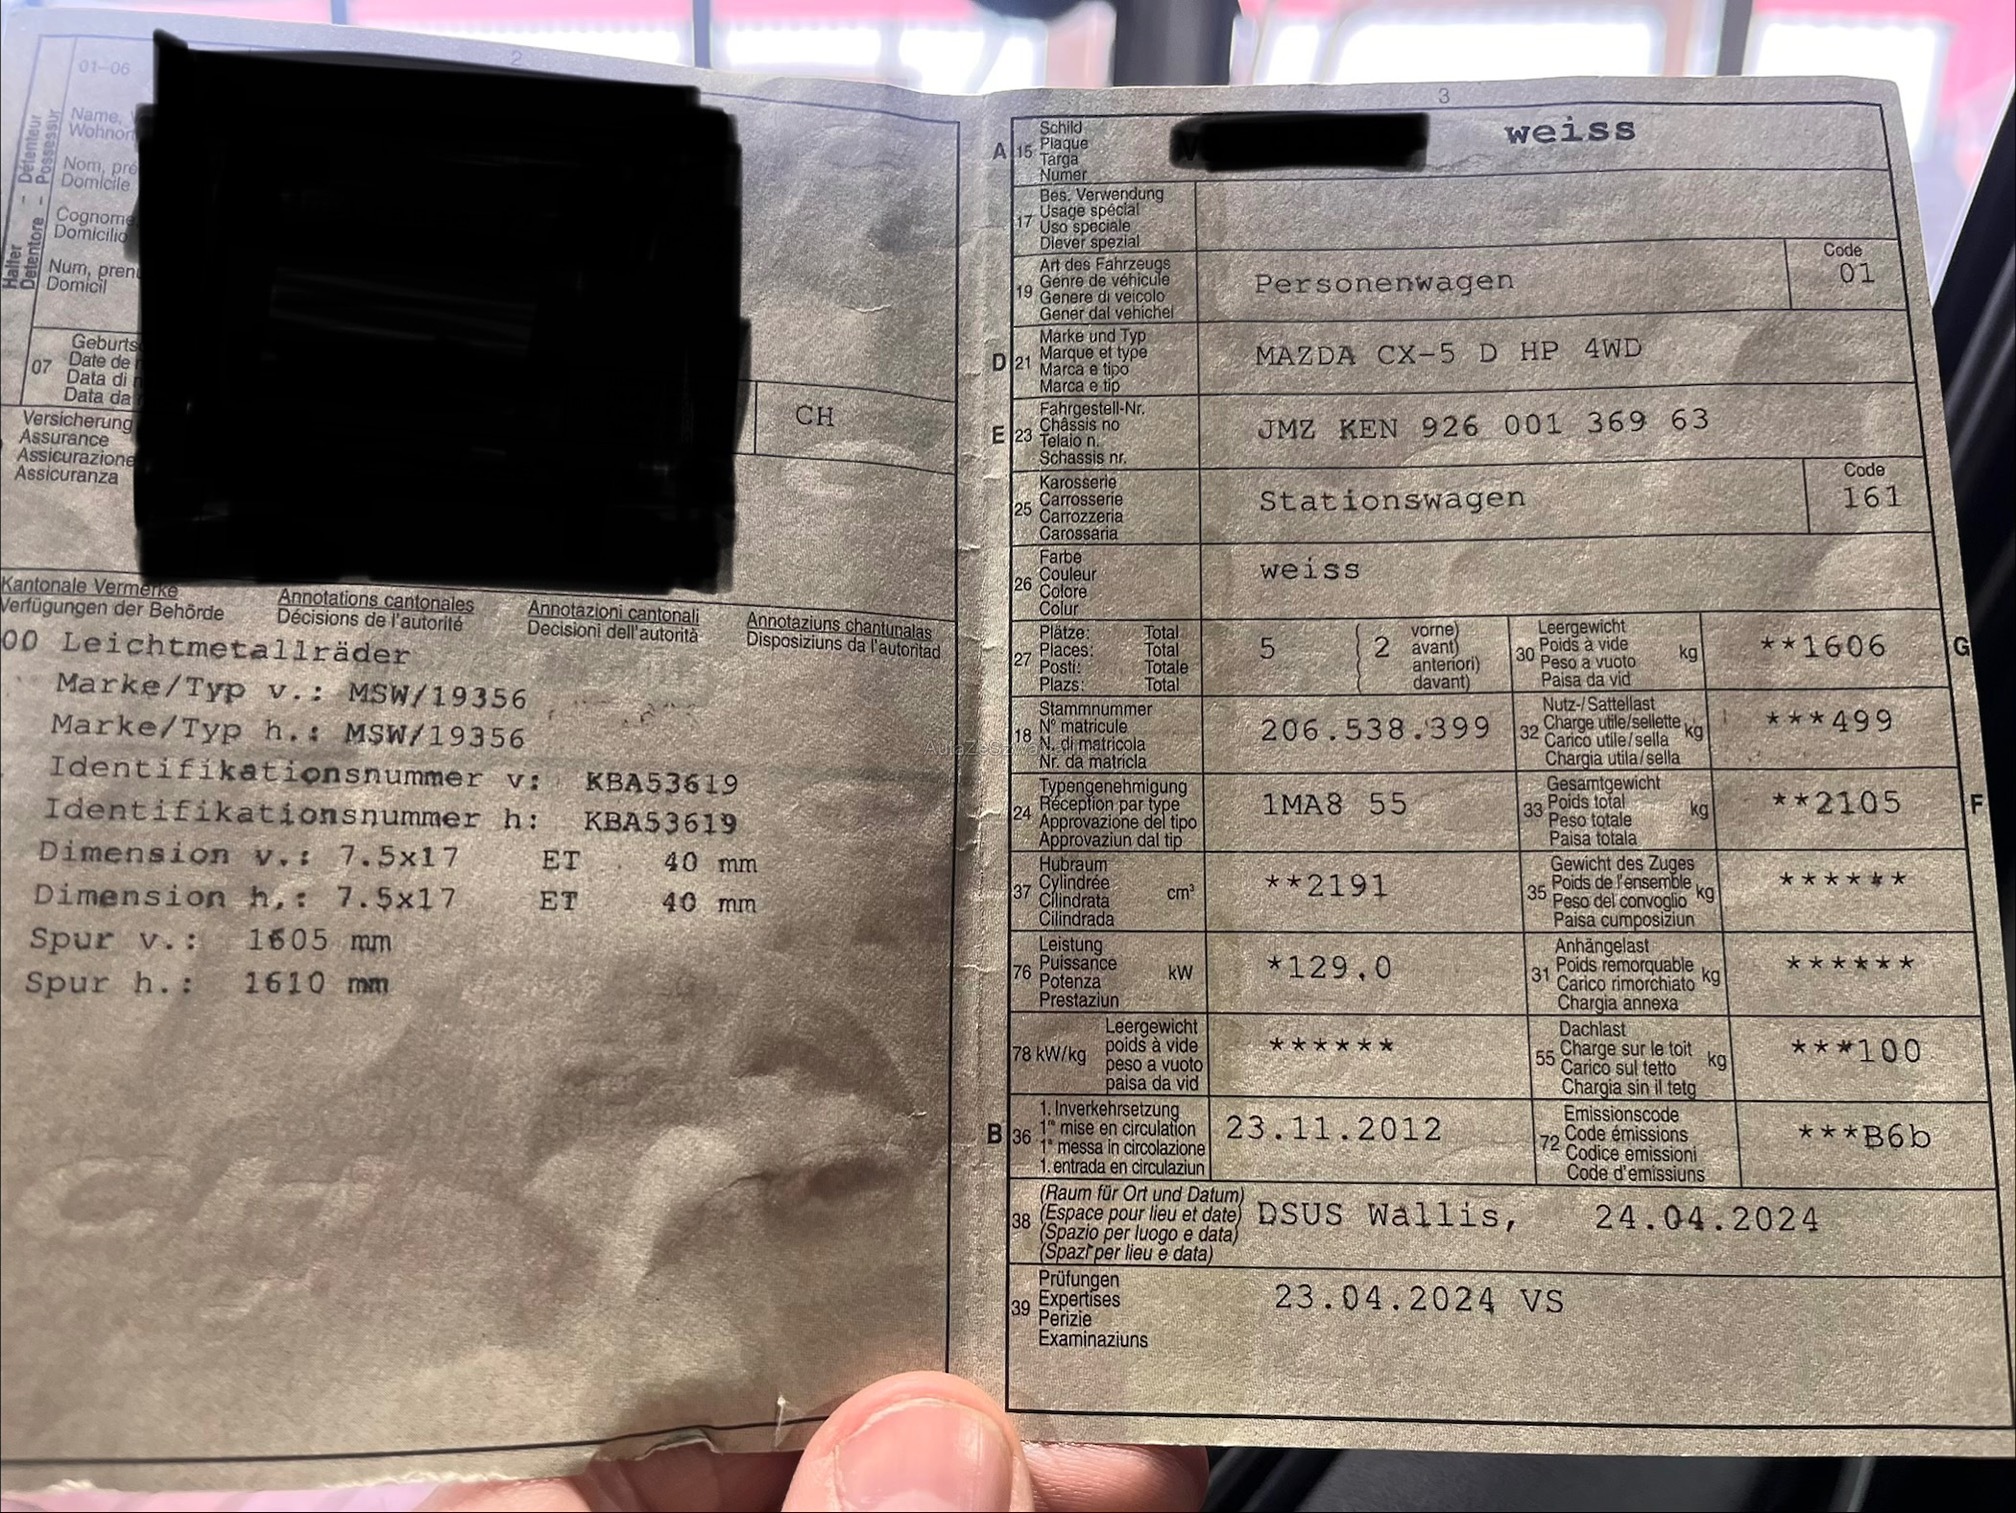 2
01–06
Halter – Détenteur
Detentore – Possessur
Name,
Wohnor
Nom, pré
Domicile
Cognome
Domicilio
Num, pren
Domicil
07
Geburts
Date de
Data di
Data da
CH
Versicherung
Assurance
Assicurazione
Assicuranza
Kantonale Vermerke
Verfügungen der Behörde
Annotations cantonales
Décisions de l'autorité
Annotazioni cantonali
Decisioni dell'autorità
Annotaziuns chantunalas
Disposiziuns da l'autoritad
00 Leichtmetallräder
Marke/Typ v.: MSW/19356
Marke/Typ h.: MSW/19356
Identifikationsnummer v: KBA53619
Identifikationsnummer h: KBA53619
Dimension v.: 7.5x17 ET 40 mm
Dimension h.: 7.5x17 ET 40 mm
Spur v.: 1605 mm
Spur h.: 1610 mm
3
A 15
Schild
Plaque
Targa
Numer
weiss
17
Bes. Verwendung
Usage spécial
Uso speciale
Diever spezial
19
Art des Fahrzeugs
Genre de véhicule
Genere di veicolo
Gener dal vehichel
Personenwagen
Code
01
D 21
Marke und Typ
Marque et type
Marca e tipo
Marca e tip
MAZDA CX-5 D HP 4WD
E 23
Fahrgestell-Nr.
Châssis no
Telaio n.
Schassis nr.
JMZ KEN 926 001 369 63
25
Karosserie
Carrosserie
Carrozzeria
Carossaria
Stationswagen
Code
161
26
Farbe
Couleur
Colore
Colur
weiss
27
Plätze: Total
Places: Total
Posti: Totale
Plazs: Total
5 ( 2
vorne)
avant)
anteriori)
davant)
30
Leergewicht
Poids à vide
Peso a vuoto
Paisa da vid
kg
**1606
G
18
Stammnummer
N° matricule
N. di matricola
Nr. da matricla
206.538.399
32
Nutz-/Sattellast
Charge utile/sellette
Carico utile/sella
Chargia utila/sella
kg
***499
24
Typengenehmigung
Réception par type
Approvazione del tipo
Approvaziun dal tip
1MA8 55
33
Gesamtgewicht
Poids total
Peso totale
Paisa totala
kg
**2105
F
37
Hubraum
Cylindrée
Cilindrata
Cilindrada
cm³
**2191
35
Gewicht des Zuges
Poids de l'ensemble
Peso del convoglio
Paisa cumposiziun
kg
******
76
Leistung
Puissance
Potenza
Prestaziun
kW
*129.0
31
Anhängelast
Poids remorquable
Carico rimorchiato
Chargia annexa
kg
******
78 kW/kg
Leergewicht
poids à vide
peso a vuoto
paisa da vid
******
55
Dachlast
Charge sur le toit
Carico sul tetto
Chargia sin il tetg
kg
***100
B 36
1. Inverkehrsetzung
1re mise en circulation
1a messa in circolazione
1. entrada en circulaziun
23.11.2012
72
Emissionscode
Code émissions
Codice emissioni
Code d'emissiuns
***B6b
38
(Raum für Ort und Datum)
(Espace pour lieu et date)
(Spazio per luogo e data)
(Spazi per lieu e data)
DSUS Wallis, 24.04.2024
39
Prüfungen
Expertises
Perizie
Examinaziuns
23.04.2024 VS